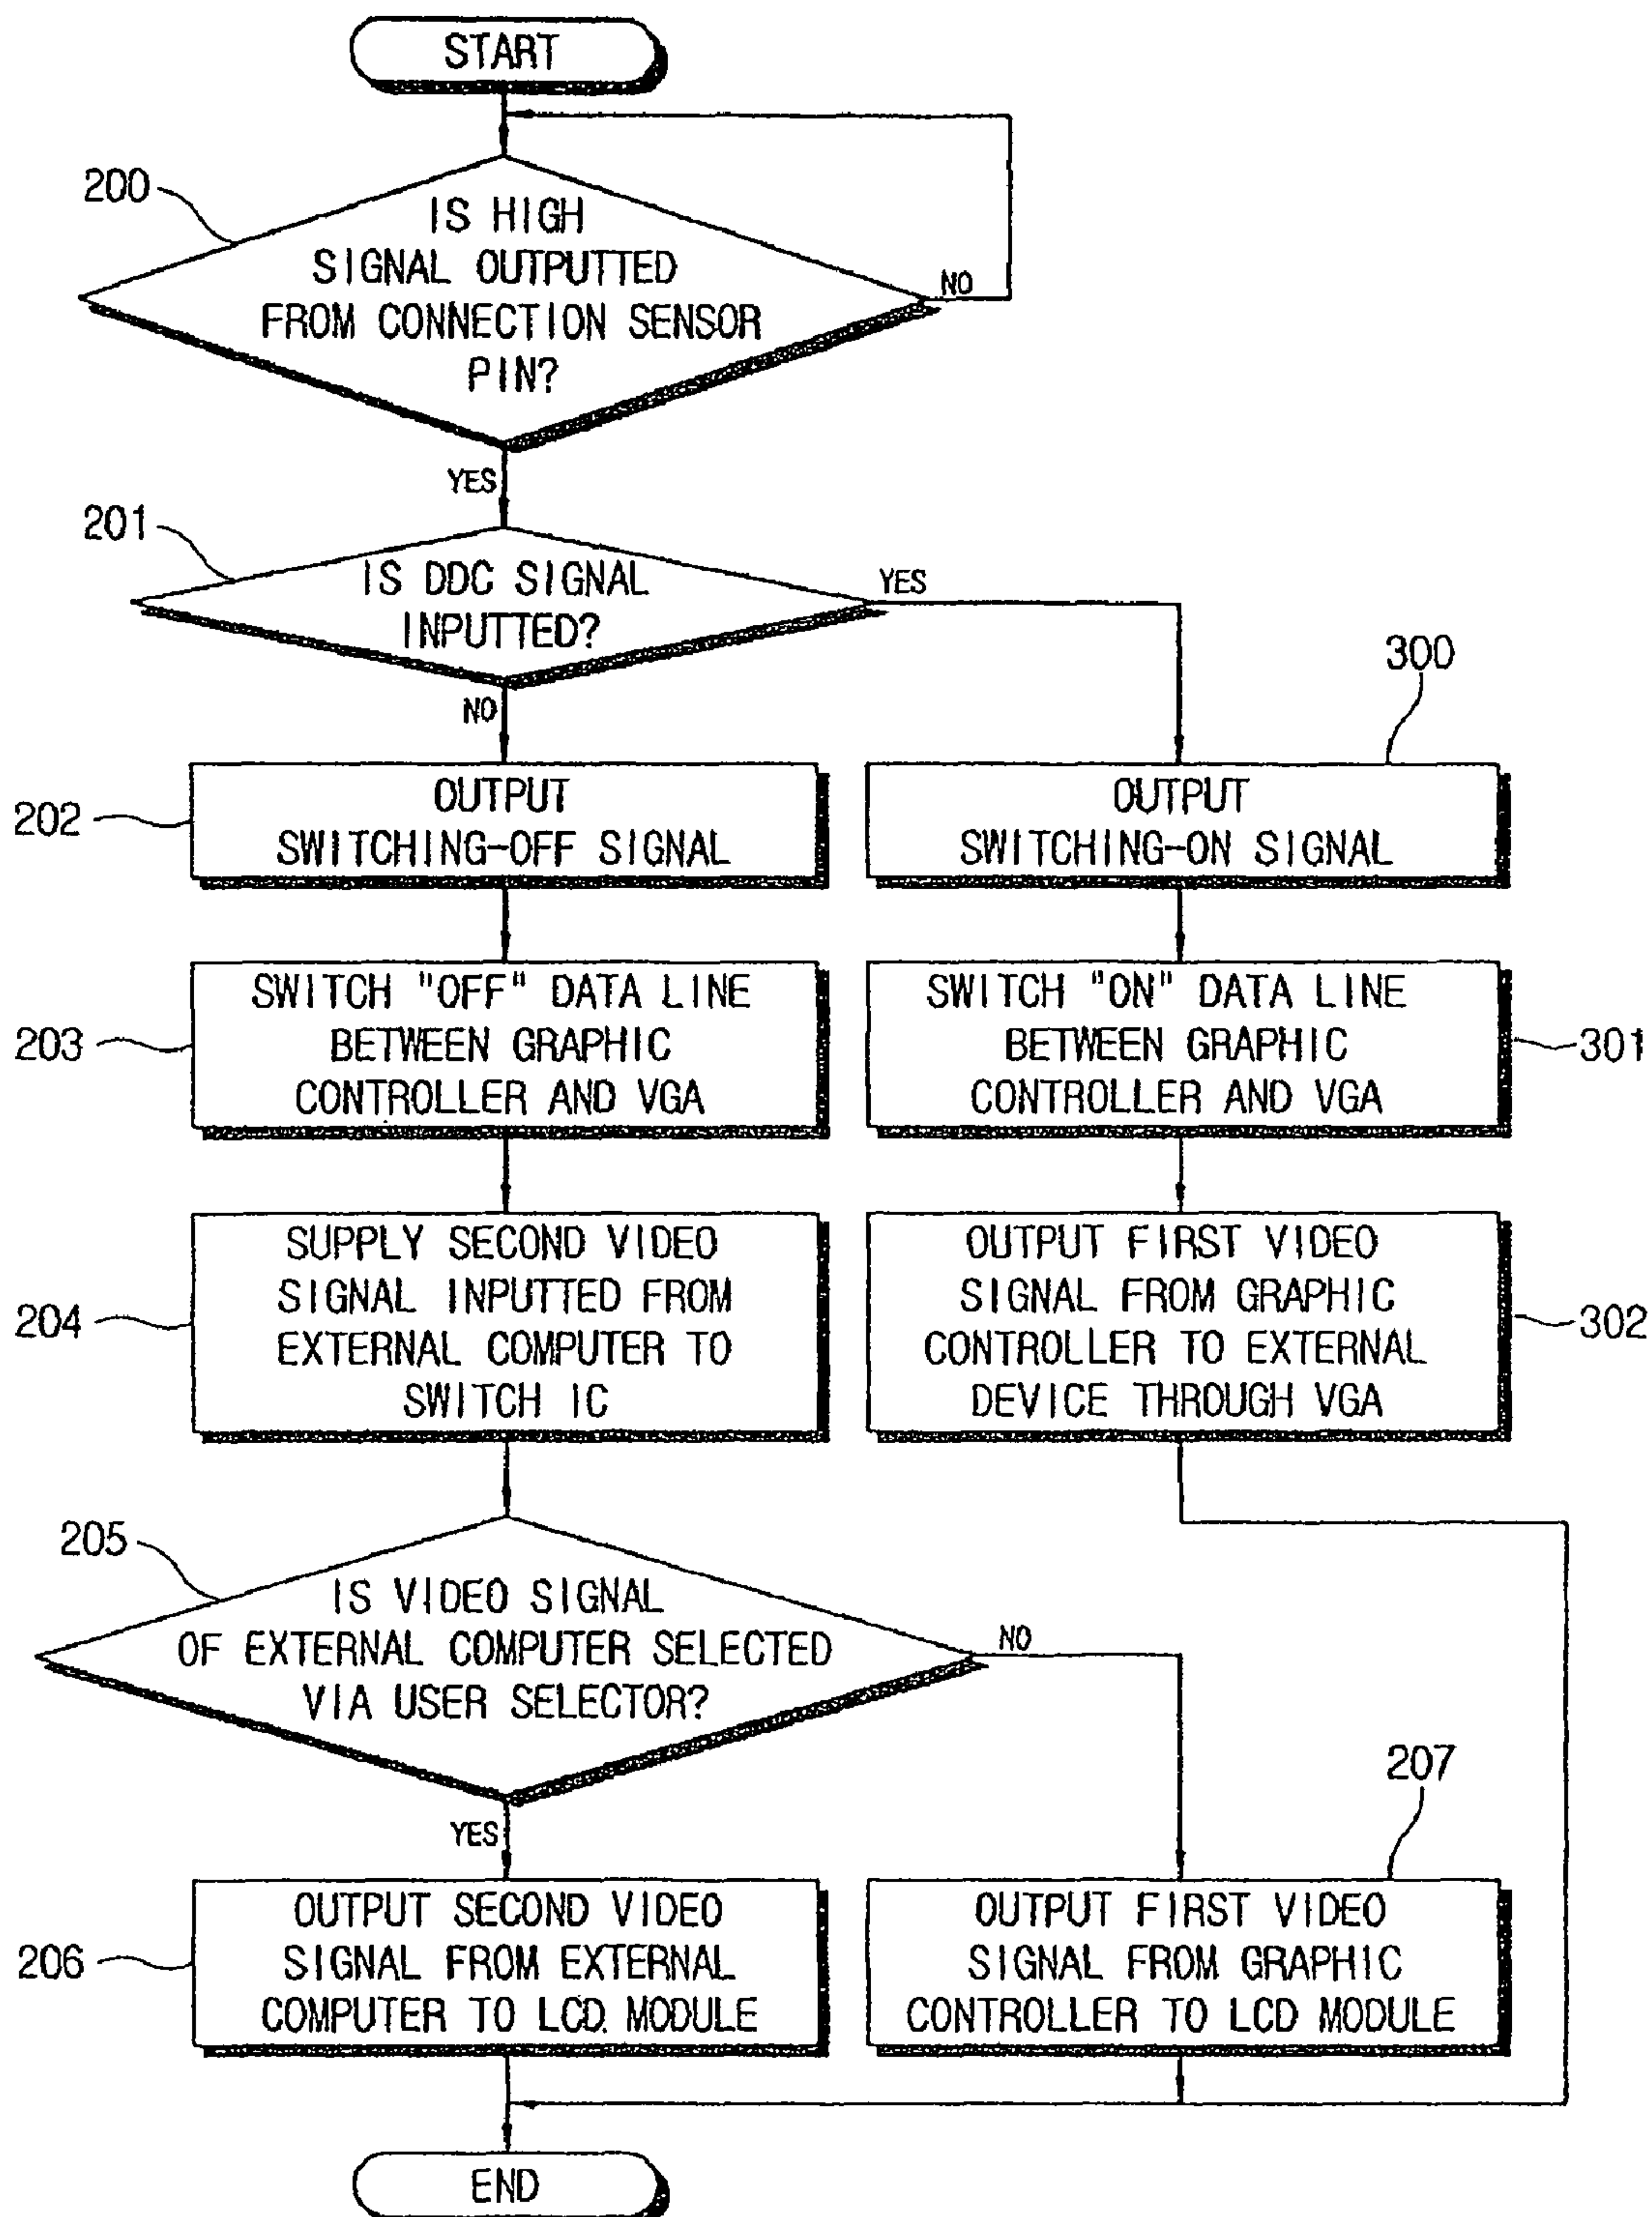 START
200
IS HIGH
SIGNAL OUTPUTTED
FROM CONNECTION SENSOR
PIN?
NO
YES
201
IS DDC SIGNAL
INPUTTED?
YES
NO
300
202
OUTPUT
SWITCHING-OFF SIGNAL
OUTPUT
SWITCHING-ON SIGNAL
203
SWITCH "OFF" DATA LINE
BETWEEN GRAPHIC
CONTROLLER AND VGA
SWITCH "ON" DATA LINE
BETWEEN GRAPHIC
CONTROLLER AND VGA
301
204
SUPPLY SECOND VIDEO
SIGNAL INPUTTED FROM
EXTERNAL COMPUTER TO
SWITCH IC
OUTPUT FIRST VIDEO
SIGNAL FROM GRAPHIC
CONTROLLER TO EXTERNAL
DEVICE THROUGH VGA
302
205
IS VIDEO SIGNAL
OF EXTERNAL COMPUTER SELECTED
VIA USER SELECTOR?
NO
YES
207
206
OUTPUT SECOND VIDEO
SIGNAL FROM EXTERNAL
COMPUTER TO LCD MODULE
OUTPUT FIRST VIDEO
SIGNAL FROM GRAPHIC
CONTROLLER TO LCD MODULE
END